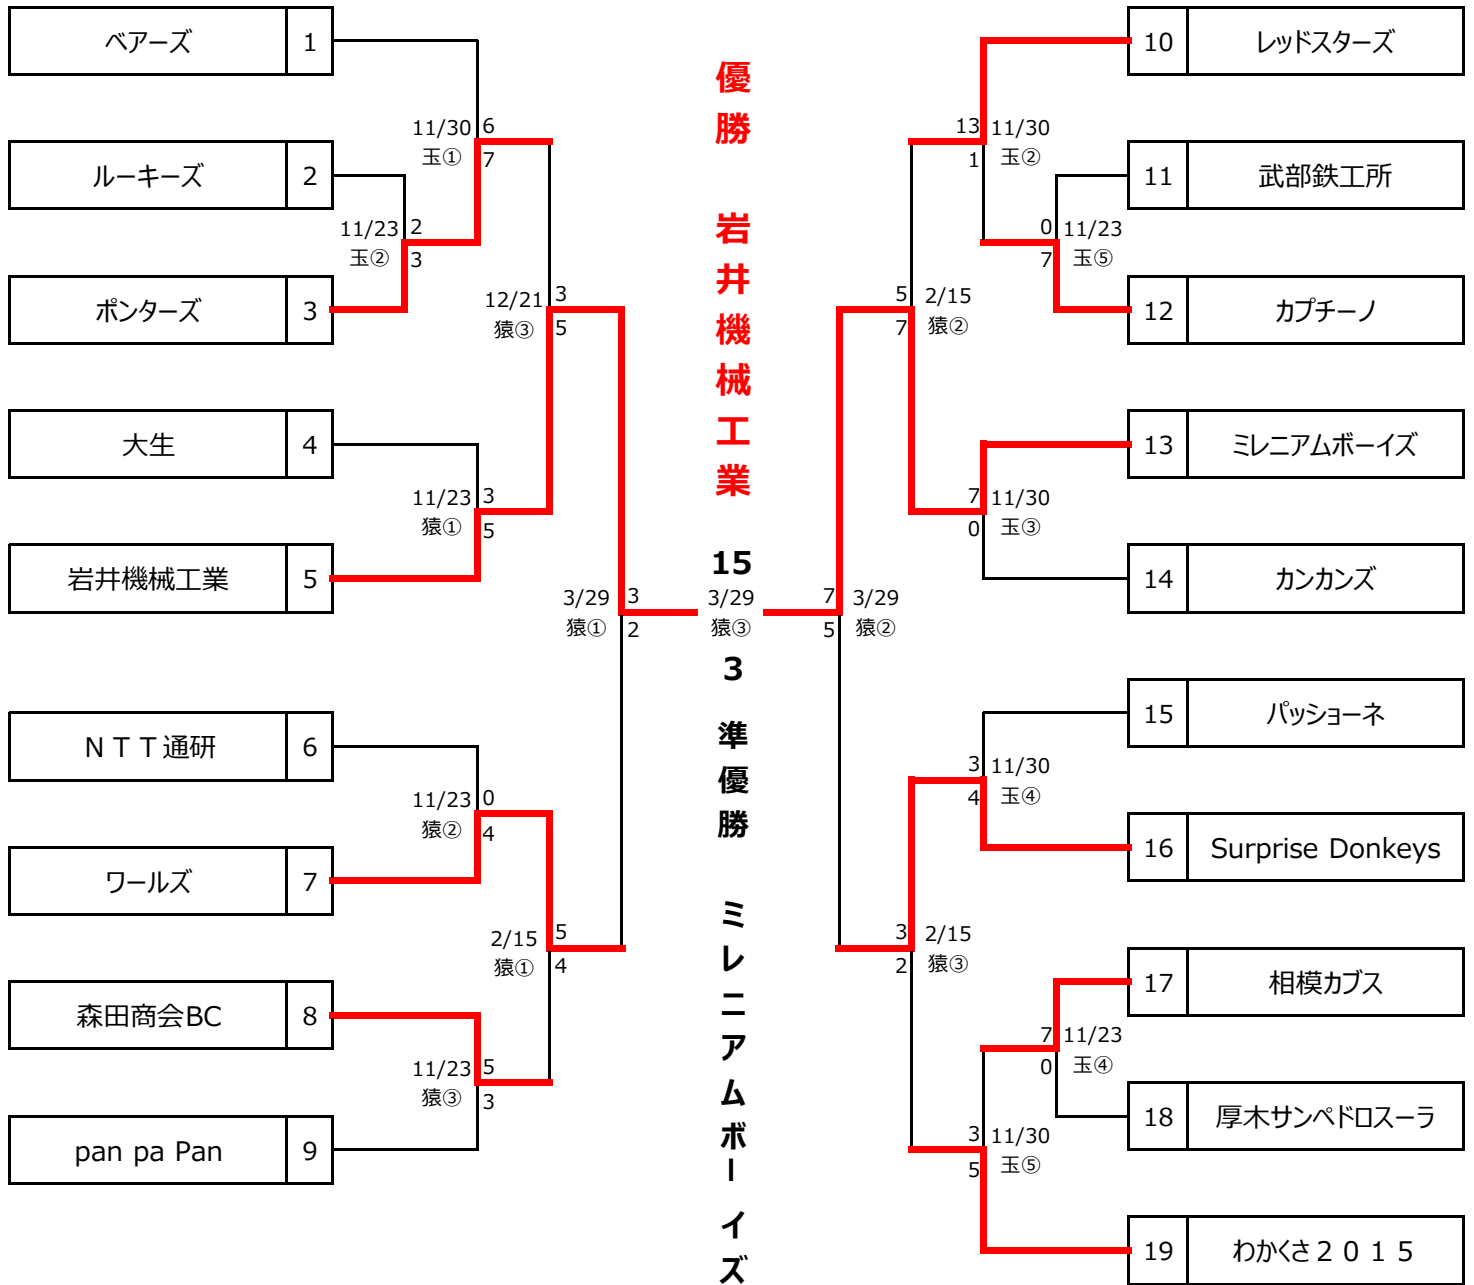 ベアーズ 1
11/30 6
玉① 7
ルーキーズ 2
11/23 2
玉② 3
ポンターズ 3
12/21 3
猿③ 5
大生 4
11/23 3
猿① 5
岩井機械工業 5
3/29 3
猿① 2
NTT通研 6
11/23 0
猿② 4
ワールズ 7
2/15 5
猿① 4
森田商会BC 8
11/23 5
猿③ 3
pan pa Pan 9
優勝 岩井機械工業
15
3/29
猿③
3
準優勝 ミレニアムボーイズ
10 レッドスターズ
13 11/30
1 玉②
11 武部鉄工所
0 11/23
7 玉⑤
12 カプチーノ
5 2/15
7 猿②
13 ミレニアムボーイズ
7 11/30
0 玉③
14 カンカンズ
7 3/29
5 猿②
15 パッショーネ
3 11/30
4 玉④
16 Surprise Donkeys
3 2/15
2 猿③
17 相模カブス
7 11/23
0 玉④
18 厚木サンペドロスーラ
3 11/30
5 玉⑤
19 わかくさ2015